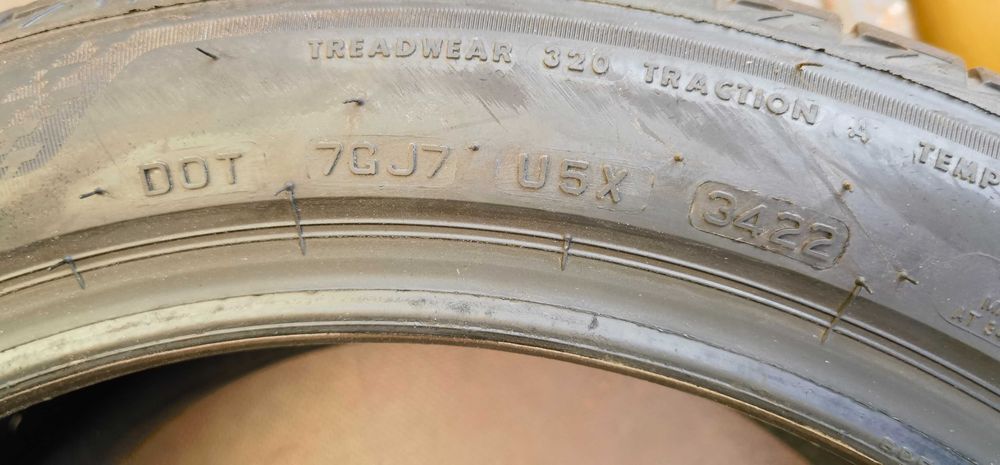 TREADWEAR 320 TRACTION A TEMP
DOT 7GJ7 U5X 3422